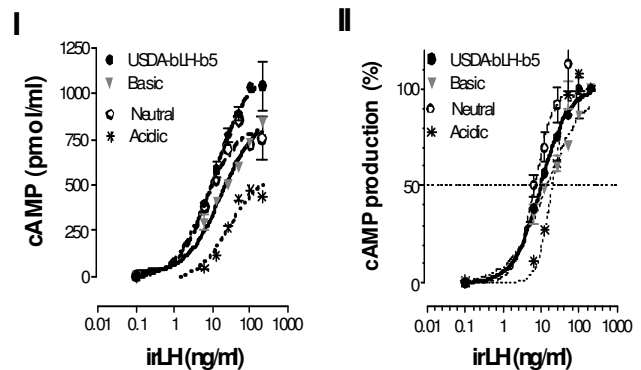 I
1250
1000
750
500
250
0
cAMP (pmol/ml)
USDA-bLH-b5
Basic
Neutral
Acidic
0.01
0.1
1
10
100
1000
irLH (ng/ml)
II
100
50
0
cAMP production (%)
USDA-bLH-b5
Basic
Neutral
Acidic
0.01
0.1
1
10
100
1000
irLH (ng/ml)